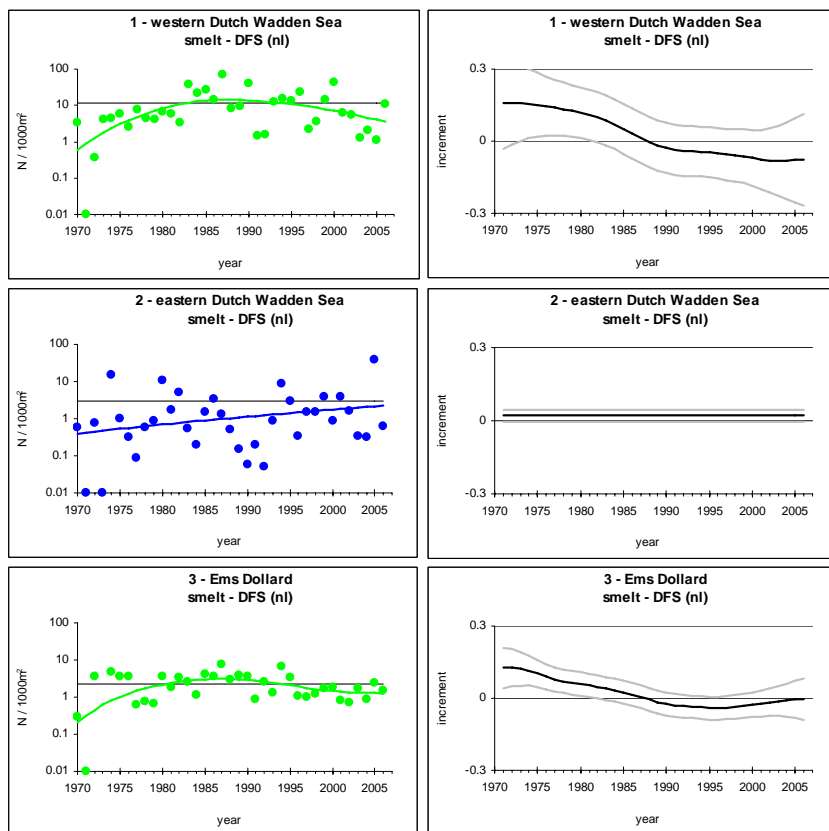 1 - western Dutch Wadden Sea
smelt - DFS (nl)
100
10
1
0.1
0.01
N / 1000m²
1970 1975 1980 1985 1990 1995 2000 2005
year
1 - western Dutch Wadden Sea
smelt - DFS (nl)
0.3
0
-0.3
increment
1970 1975 1980 1985 1990 1995 2000 2005
year
2 - eastern Dutch Wadden Sea
smelt - DFS (nl)
100
10
1
0.1
0.01
N / 1000m²
1970 1975 1980 1985 1990 1995 2000 2005
year
2 - eastern Dutch Wadden Sea
smelt - DFS (nl)
0.3
0
-0.3
increment
1970 1975 1980 1985 1990 1995 2000 2005
year
3 - Ems Dollard
smelt - DFS (nl)
100
10
1
0.1
0.01
N / 1000m²
1970 1975 1980 1985 1990 1995 2000 2005
year
3 - Ems Dollard
smelt - DFS (nl)
0.3
0
-0.3
increment
1970 1975 1980 1985 1990 1995 2000 2005
year